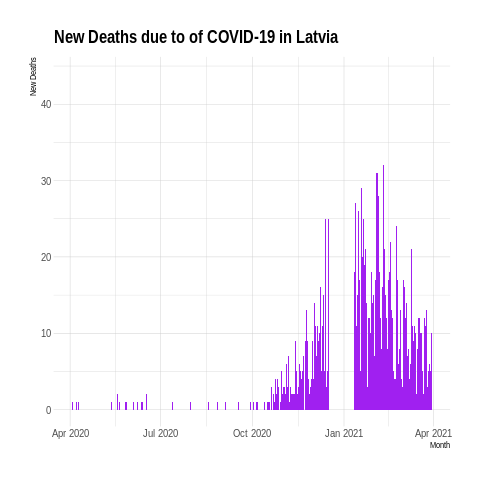 New Deaths due to of COVID-19 in Latvia
New Deaths
40
30
20
10
0
Apr 2020 Jul 2020 Oct 2020 Jan 2021 Apr 2021
Month